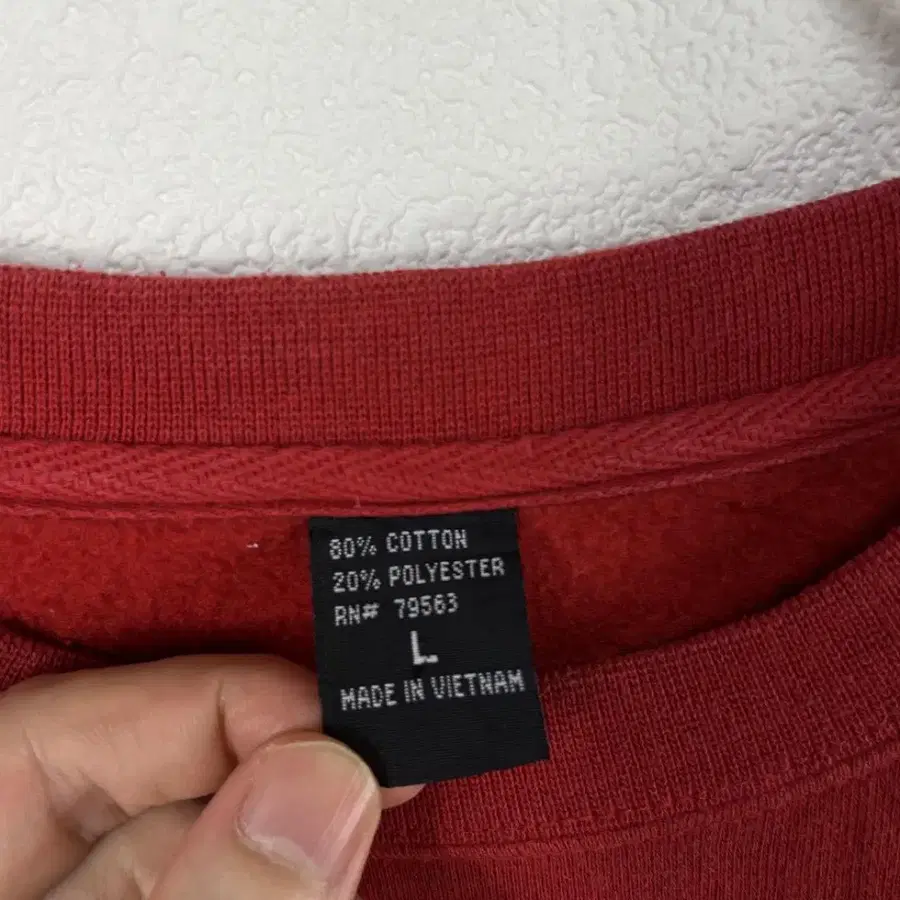 80% COTTON
20% POLYESTER
RN# 79563
L
MADE IN VIETNAM